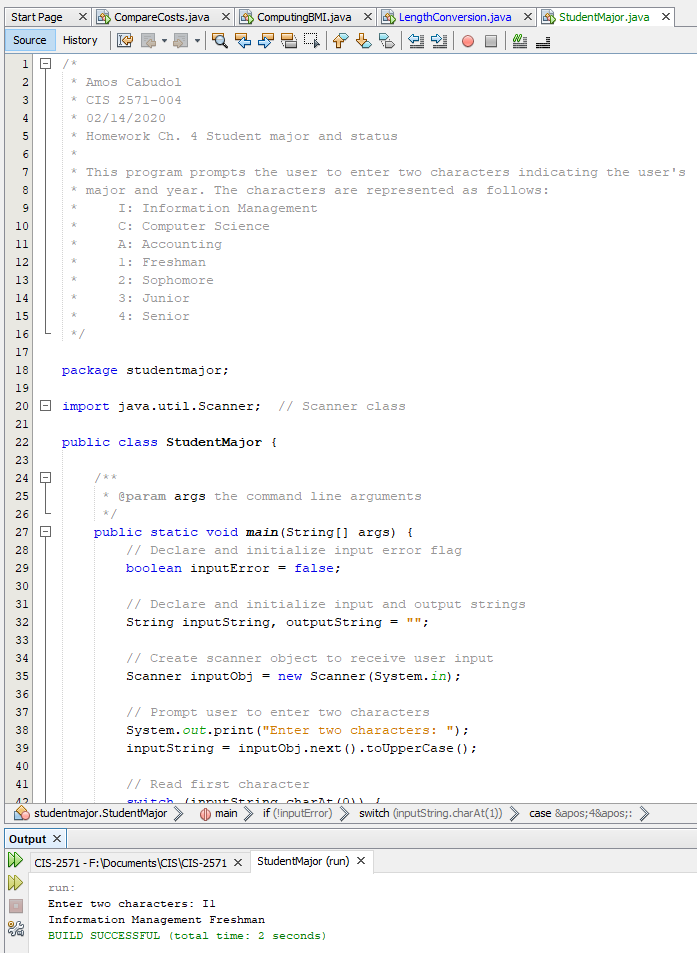 Start Page CompareCosts.java ComputingBMI.java LengthConversion.java StudentMajor.java
Source History
1 /*
2 * Amos Cabudol
3 * CIS 2571-004
4 * 02/14/2020
5 * Homework Ch. 4 Student major and status
6 *
7 * This program prompts the user to enter two characters indicating the user's
8 * major and year. The characters are represented as follows:
9 * I: Information Management
10 * C: Computer Science
11 * A: Accounting
12 * 1: Freshman
13 * 2: Sophomore
14 * 3: Junior
15 * 4: Senior
16 */
17
18 package studentmajor;
19
20 import java.util.Scanner; // Scanner class
21
22 public class StudentMajor {
23
24 /**
25 * @param args the command line arguments
26 */
27 public static void main(String[] args) {
28 // Declare and initialize input error flag
29 boolean inputError = false;
30
31 // Declare and initialize input and output strings
32 String inputString, outputString = "";
33
34 // Create scanner object to receive user input
35 Scanner inputObj = new Scanner(System.in);
36
37 // Prompt user to enter two characters
38 System.out.print("Enter two characters: ");
39 inputString = inputObj.next().toUpperCase();
40
41 // Read first character
42 switch (inputString.charAt(0)) {
studentmajor.StudentMajor main if (!inputError) switch (inputString.charAt(1)) case &apos;4&apos;:
Output
CIS-2571 - F:\Documents\CIS\CIS-2571 StudentMajor (run)
run:
Enter two characters: I1
Information Management Freshman
BUILD SUCCESSFUL (total time: 2 seconds)